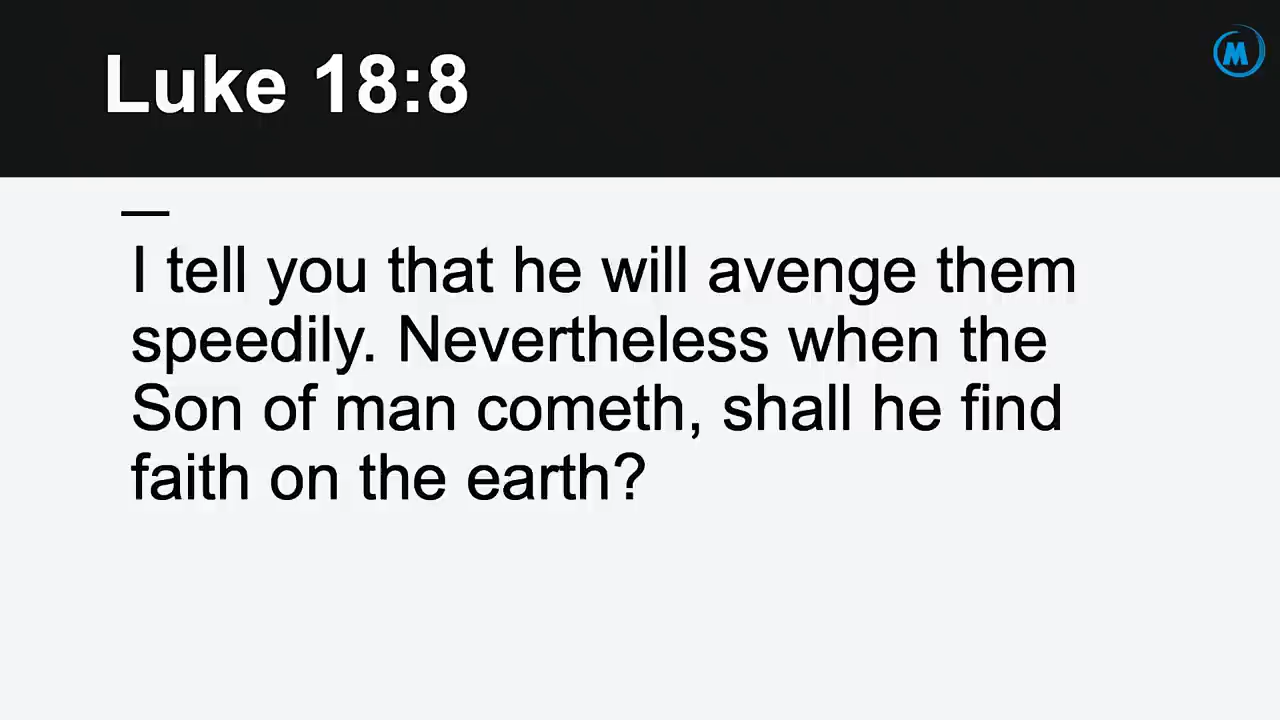 Luke 18:8
M
I tell you that he will avenge them
speedily. Nevertheless when the
Son of man cometh, shall he find
faith on the earth?